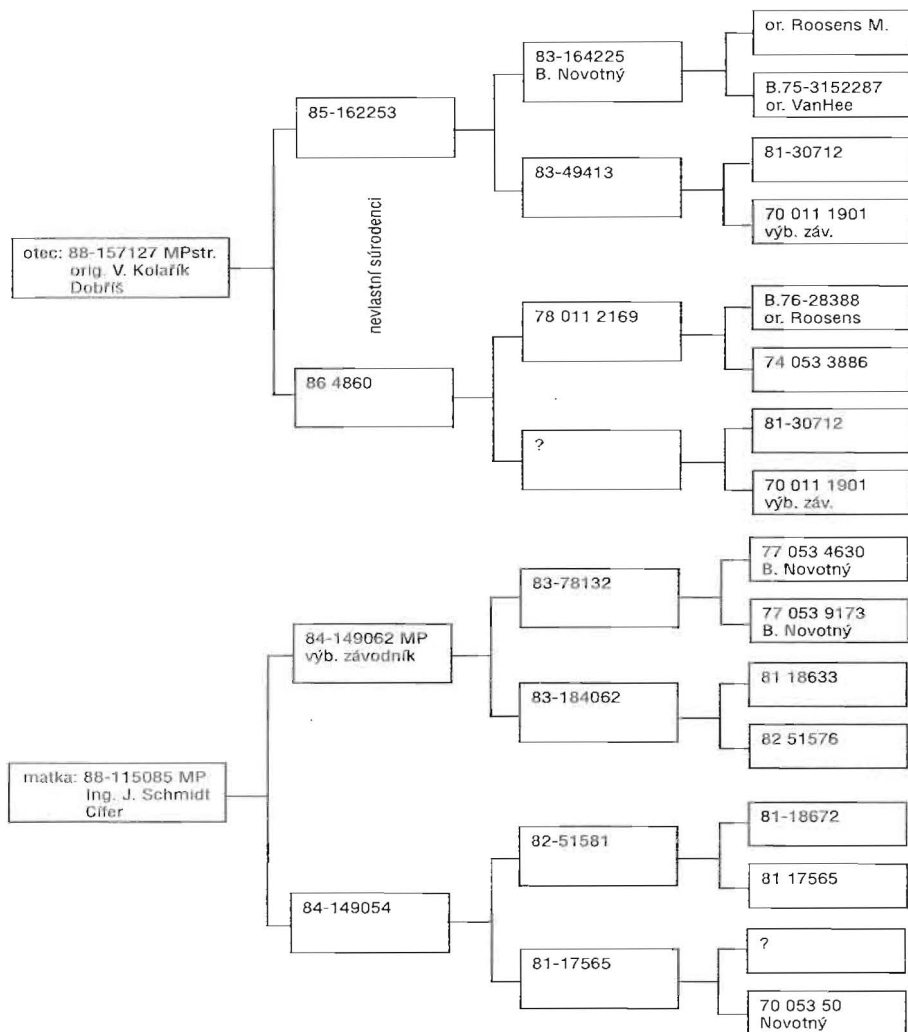 or. Roosens M.
83-164225
B. Novotný
B.75-3152287
or. VanHee
85-162253
81-30712
83-49413
70 011 1901
výb. záv.
nevlastní súrodenci
otec: 88-157127 MPstr.
orig. V. Kolařík
Dobříš
B.76-28388
or. Roosens
78 011 2169
74 053 3886
86 4860
81-30712
?
70 011 1901
výb. záv.
77 053 4630
B. Novotný
83-78132
77 053 9173
B. Novotný
84-149062 MP
výb. závodník
81 18633
83-184062
82 51576
matka: 88-115085 MP
Ing. J. Schmidt
Cífer
81-18672
82-51581
81 17565
84-149054
?
81-17565
70 053 50
Novotný